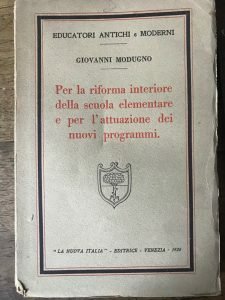 EDUCATORI ANTICHI e MODERNI
GIOVANNI MODUGNO
Per la riforma interiore
della scuola elementare
e per l'attuazione dei
nuovi programmi.
"LA NUOVA ITALIA" - EDITRICE - VENEZIA - 1928